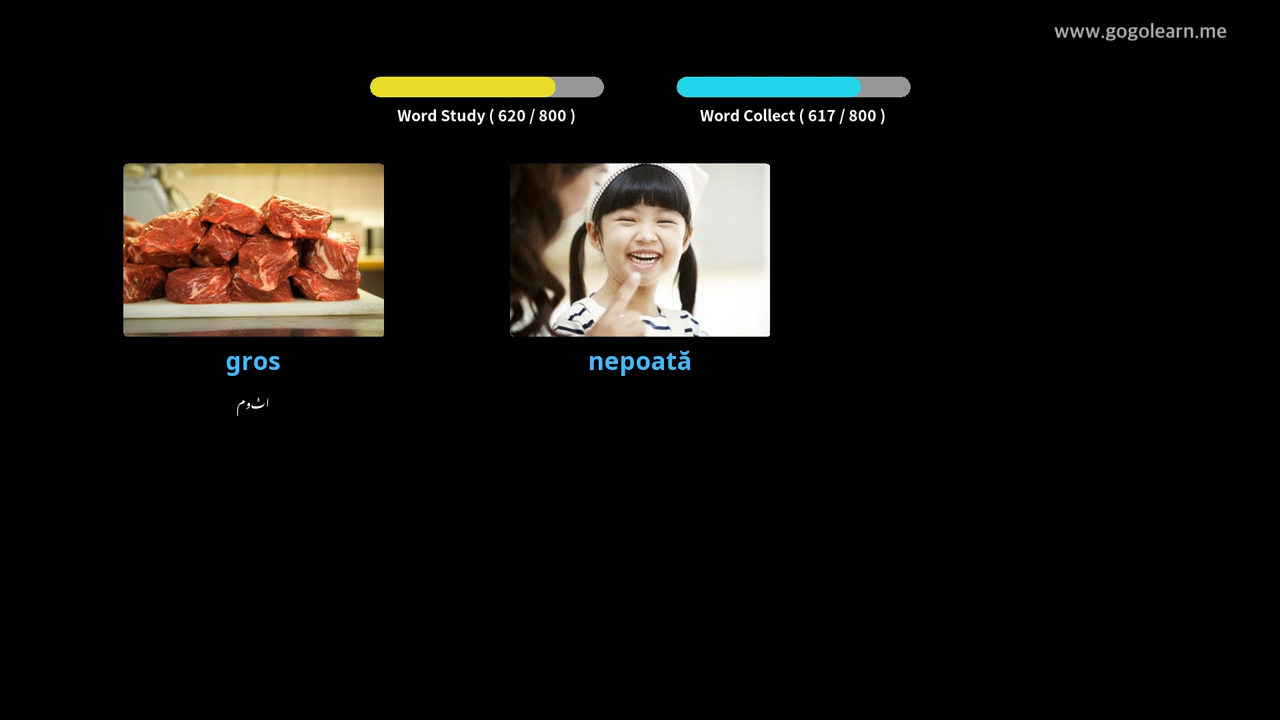 www.gogolearn.me
Word Study ( 620 / 800 )
Word Collect ( 617 / 800 )
gros
nepoată
اٹوم